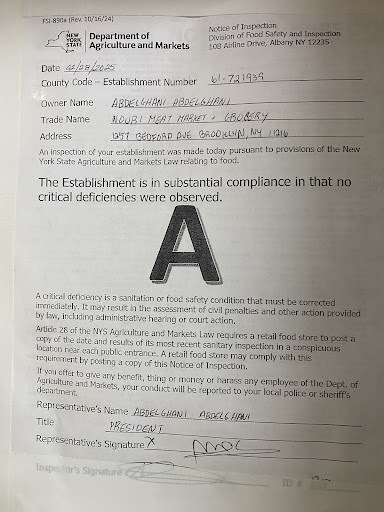 FSI-890a (Rev. 10/16/24)
NEW YORK STATE
Department of
Agriculture and Markets
Notice of Inspection
Division of Food Safety and Inspection
10B Airline Drive, Albany NY 12235
Date /28/2025
County Code – Establishment Number 61-721939
Owner Name ABDELGHANI ABDELGHANI
Trade Name NOURI MEAT MARKET & GROCERY
Address 1257 BEDFORD AVE BROOKLYN, NY 11216
An inspection of your establishment was made today pursuant to provisions of the New
York State Agriculture and Markets Law relating to food.
The Establishment is in substantial compliance in that no
critical deficiencies were observed.
A
A critical deficiency is a sanitation or food safety condition that must be corrected
immediately. It may result in the assessment of civil penalties and other action provided
by law, including administrative hearing or court action.
Article 28 of the NYS Agriculture and Markets Law requires a retail food store to post a
copy of the date and results of its most recent sanitary inspection in a conspicuous
location near each public entrance. A retail food store may comply with this
requirement by posting a copy of this Notice of Inspection.
If you offer to give any benefit, thing or money or harass any employee of the Dept. of
Agriculture and Markets, your conduct will be reported to your local police or sheriff's
department.
Representative's Name ABDELGHANI ABDELGHANI
Title PRESIDENT
Representative's Signature X
Inspector's Signature
ID #